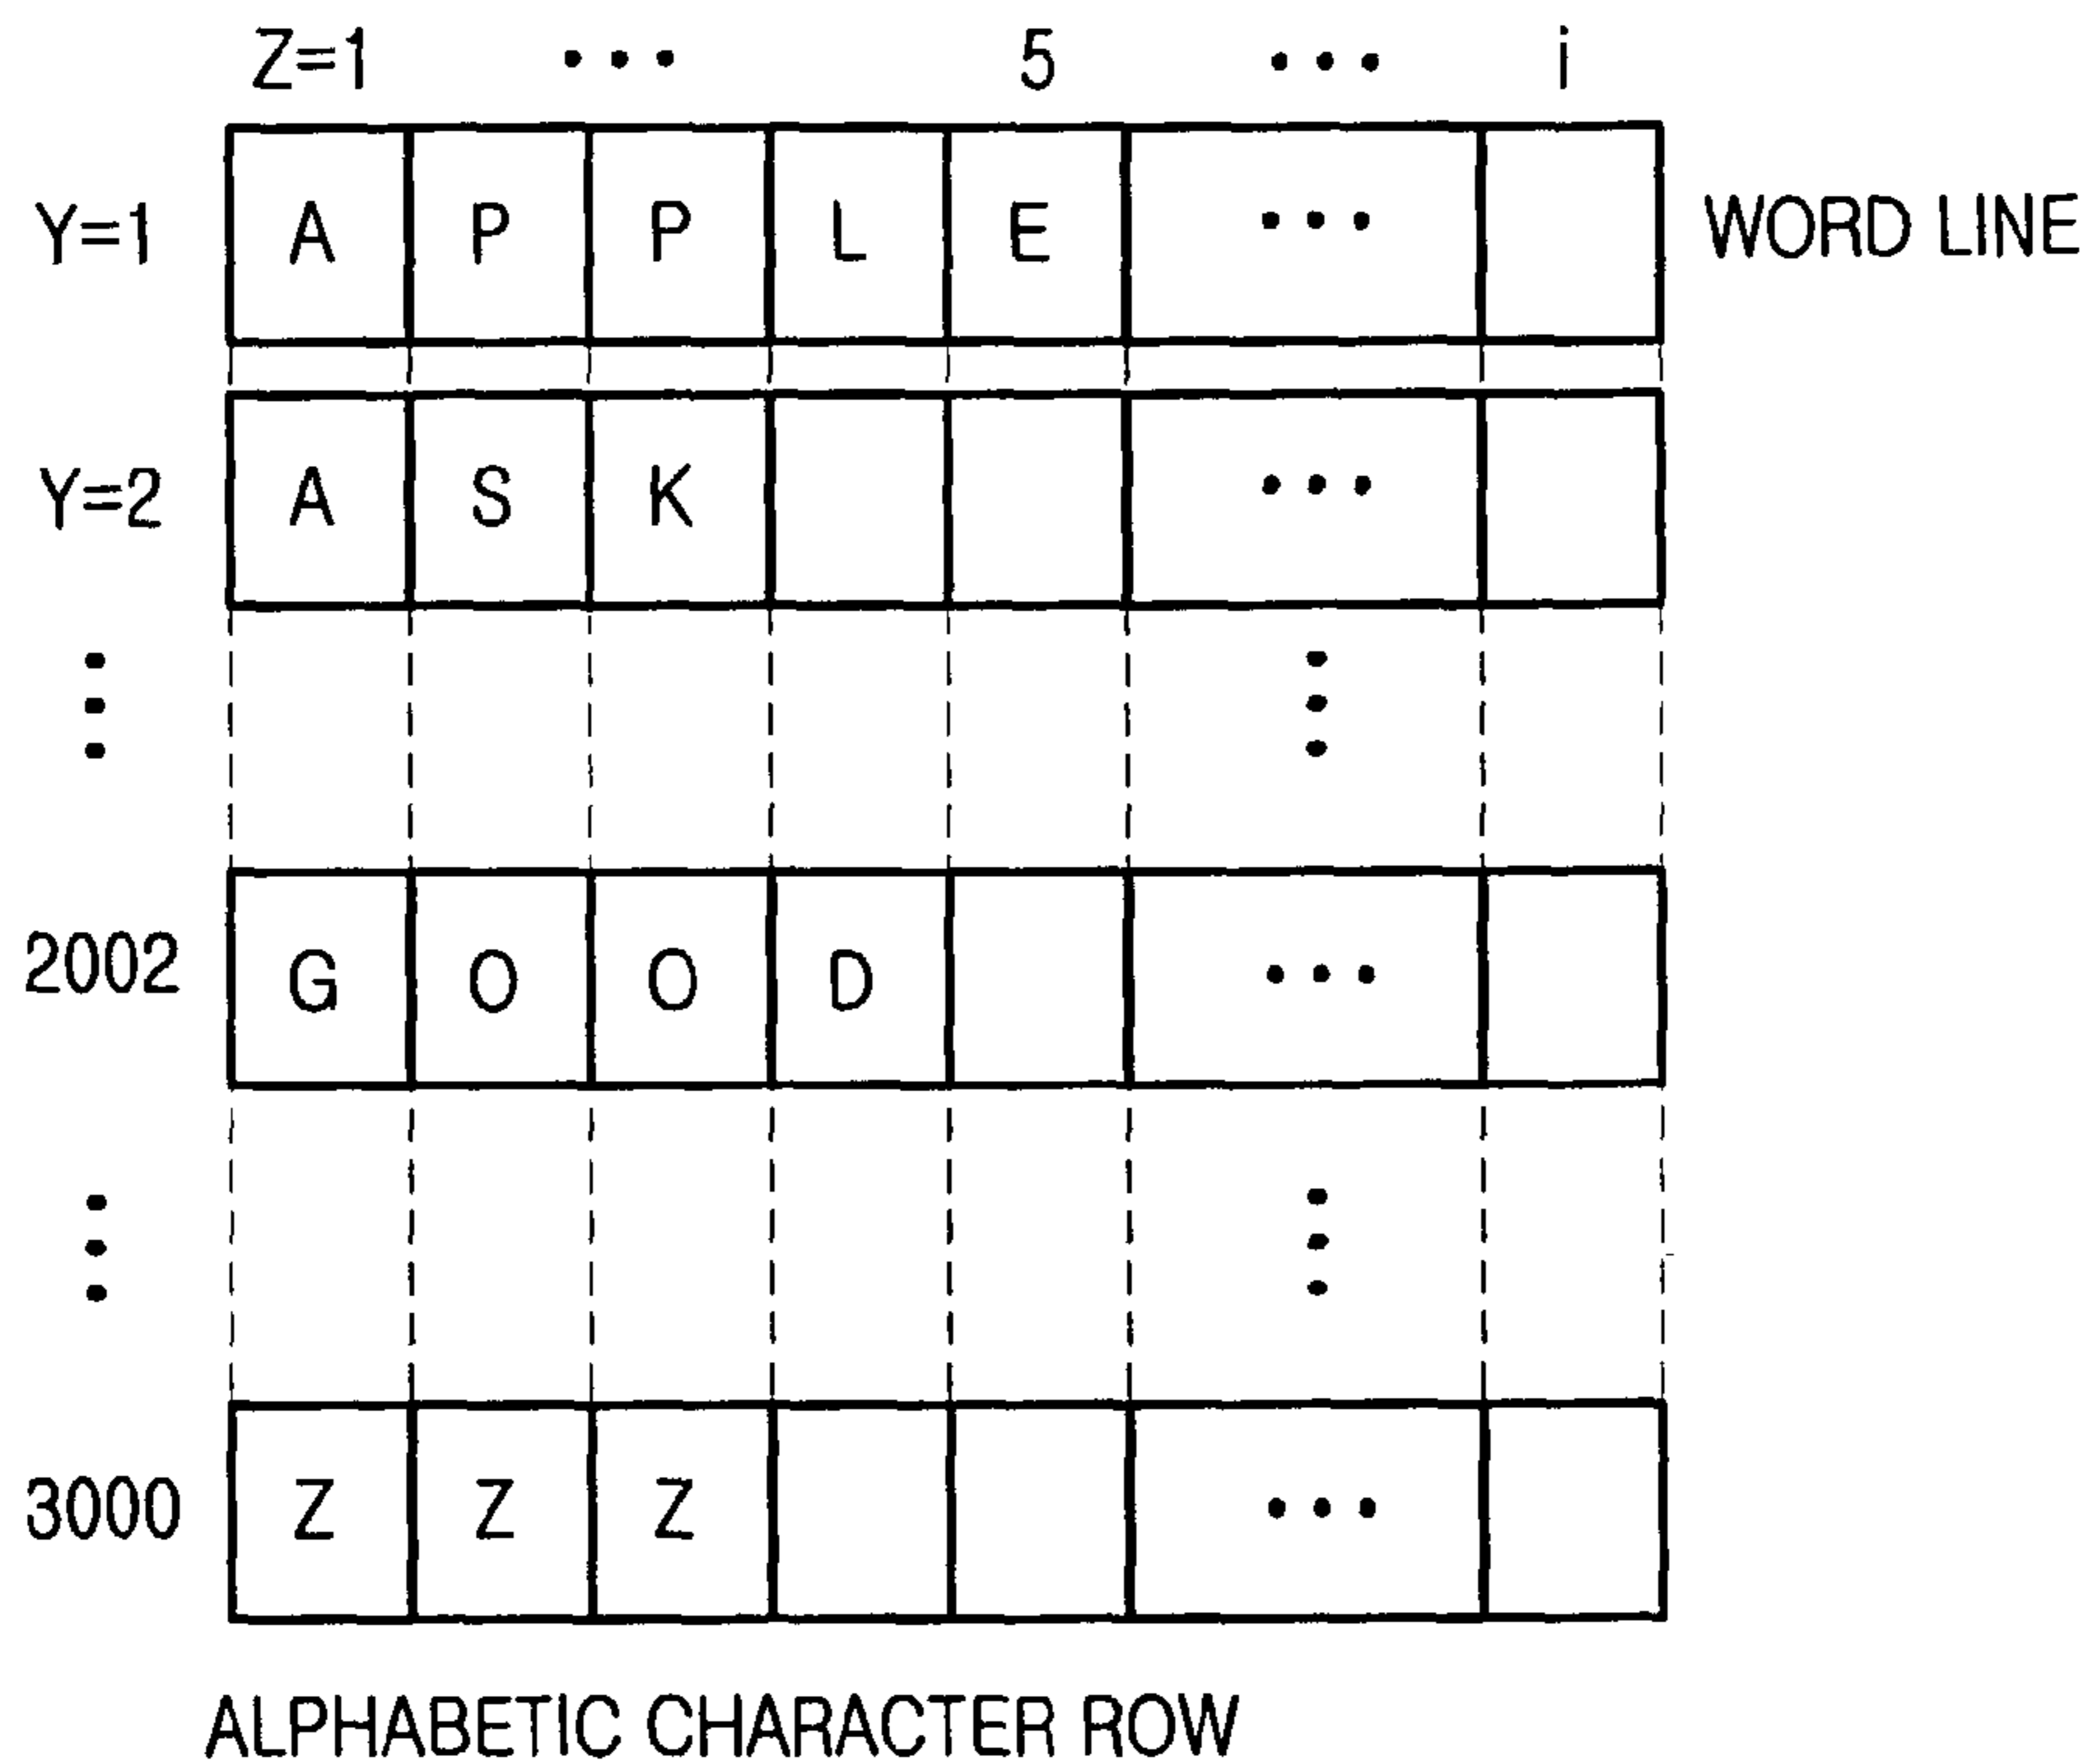 Z=1 ••• 5 ••• i
Y=1 A P P L E ••• WORD LINE
Y=2 A S K •••
2002 G O O D •••
3000 Z Z Z •••
ALPHABETIC CHARACTER ROW